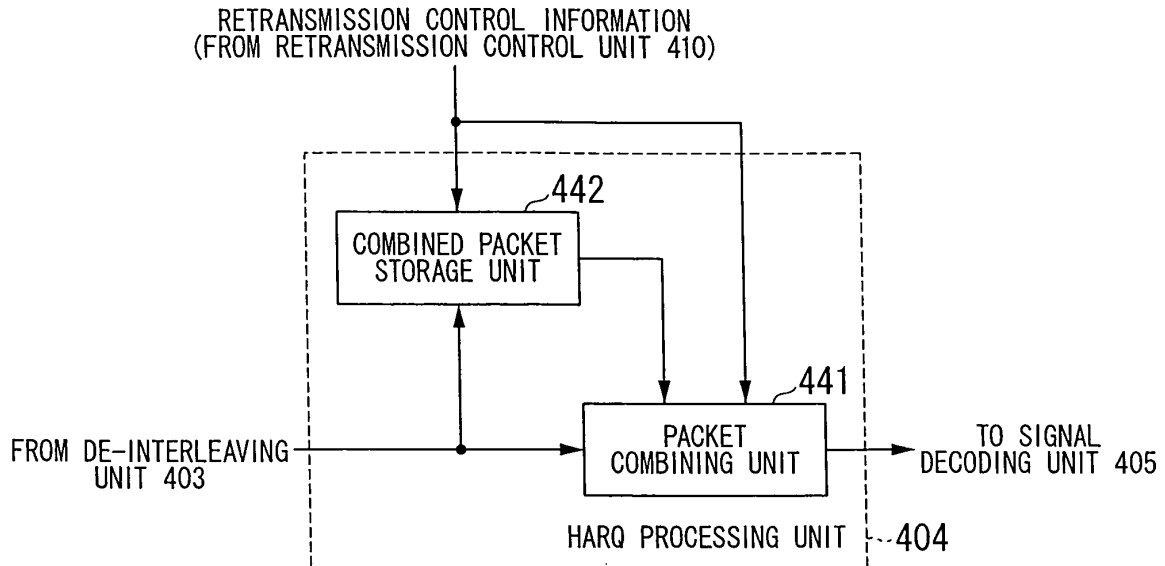 RETRANSMISSION CONTROL INFORMATION
(FROM RETRANSMISSION CONTROL UNIT 410)
442
COMBINED PACKET
STORAGE UNIT
441
PACKET
COMBINING UNIT
FROM DE-INTERLEAVING
UNIT 403
TO SIGNAL
DECODING UNIT 405
HARQ PROCESSING UNIT
404